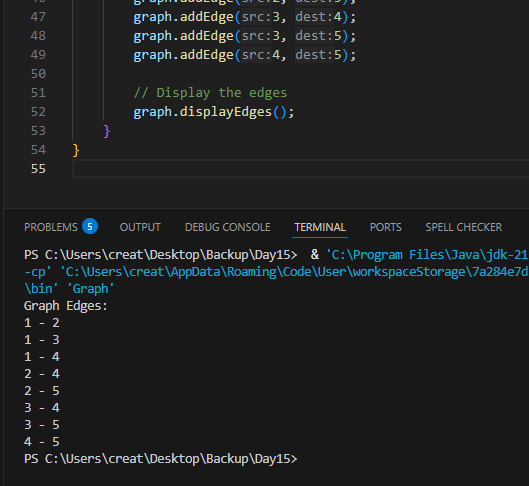 46 graph.addEdge(src:2, dest:5);
47 graph.addEdge(src:3, dest:4);
48 graph.addEdge(src:3, dest:5);
49 graph.addEdge(src:4, dest:5);
50
51 // Display the edges
52 graph.displayEdges();
53 }
54 }
55
PROBLEMS 5 OUTPUT DEBUG CONSOLE TERMINAL PORTS SPELL CHECKER
PS C:\Users\creat\Desktop\Backup\Day15> & 'C:\Program Files\Java\jdk-21
-cp' 'C:\Users\creat\AppData\Roaming\Code\User\workspaceStorage\7a284e7d
\bin' 'Graph'
Graph Edges:
1 - 2
1 - 3
1 - 4
2 - 4
2 - 5
3 - 4
3 - 5
4 - 5
PS C:\Users\creat\Desktop\Backup\Day15>